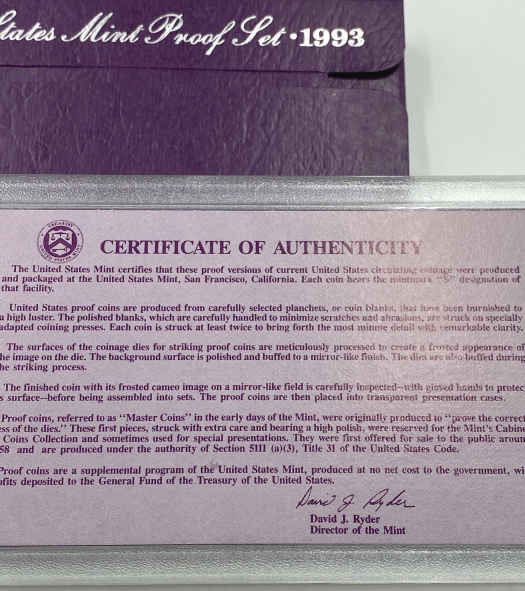 States Mint Proof Set • 1993
CERTIFICATE OF AUTHENTICITY
The United States Mint certifies that these proof versions of current United States circulating coinage were produced
and packaged at the United States Mint, San Francisco, California. Each coin bears the mintmark "S" designation of
that facility.
United States proof coins are produced from carefully selected planchets, or coin blanks, that have been burnished to
a high luster. The polished blanks, which are carefully handled to minimize scratches and abrasions, are struck on specially
adapted coining presses. Each coin is struck at least twice to bring forth the most minute detail with remarkable clarity.
The surfaces of the coinage dies for striking proof coins are meticulously processed to create a frosted appearance of
he image on the die. The background surface is polished and buffed to a mirror-like finish. The dies are also buffed during
he striking process.
The finished coin with its frosted cameo image on a mirror-like field is carefully inspected—with gloved hands to protec
s surface—before being assembled into sets. The proof coins are then placed into transparent presentation cases.
Proof coins, referred to as "Master Coins" in the early days of the Mint, were originally produced to "prove the correct
ess of the dies." These first pieces, struck with extra care and bearing a high polish, were reserved for the Mint's Cabine
Coins Collection and sometimes used for special presentations. They were first offered for sale to the public aroun
58 and are produced under the authority of Section 5111 (a)(3), Title 31 of the United States Code.
Proof coins are a supplemental program of the United States Mint, produced at no net cost to the government, wi
ofits deposited to the General Fund of the Treasury of the United States.
David J. Ryder
David J. Ryder
Director of the Mint